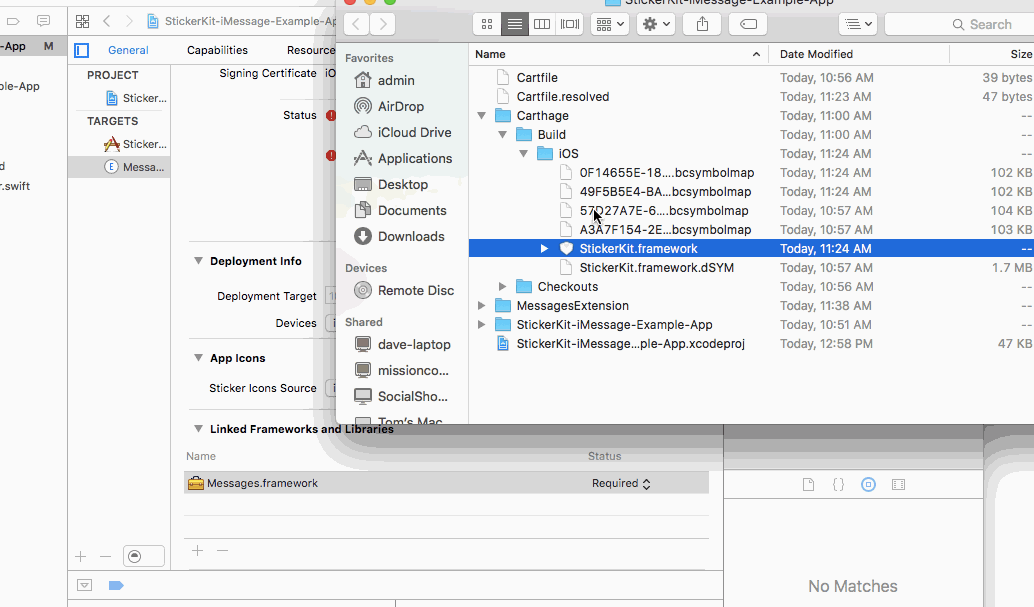 StickerKit-iMessage-Example-App
-App M
StickerKit-iMessage-Example-Ap
General
Capabilities
Resource
ple-App
d
r.swift
PROJECT
Sticker...
TARGETS
Sticker...
E Messa...
Signing Certificate iO
Status
Deployment Info
Deployment Target
Devices
App Icons
Sticker Icons Source
Linked Frameworks and Libraries
Name
Status
Messages.framework
Required
Search
Favorites
admin
AirDrop
iCloud Drive
Applications
Desktop
Documents
Downloads
Devices
Remote Disc
Shared
dave-laptop
missionco...
SocialSho...
Tom's Mac
Name Date Modified Size
Cartfile Today, 10:56 AM 39 bytes
Cartfile.resolved Today, 11:23 AM 47 bytes
Carthage Today, 11:00 AM --
Build Today, 11:00 AM --
iOS Today, 11:24 AM --
0F14655E-18....bcsymbolmap Today, 11:24 AM 102 KB
49F5B5E4-BA...bcsymbolmap Today, 11:24 AM 102 KB
57D27A7E-6....bcsymbolmap Today, 10:57 AM 104 KB
A3A7F154-2E...bcsymbolmap Today, 10:57 AM 103 KB
StickerKit.framework Today, 11:24 AM --
StickerKit.framework.dSYM Today, 10:57 AM 1.7 MB
Checkouts Today, 10:56 AM --
MessagesExtension Today, 11:38 AM --
StickerKit-iMessage-Example-App Today, 10:51 AM --
StickerKit-iMessage...ple-App.xcodeproj Today, 12:58 PM 47 KB
No Matches